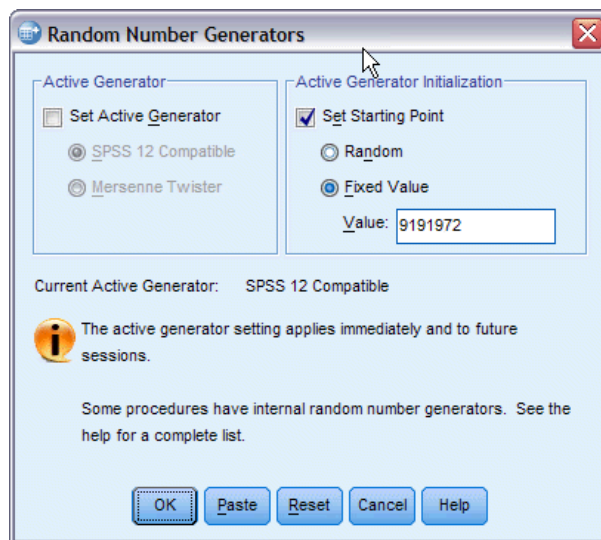 Random Number Generators
Active Generator
Set Active Generator
SPSS 12 Compatible
Mersenne Twister
Active Generator Initialization
Set Starting Point
Random
Fixed Value
Value: 9191972
Current Active Generator: SPSS 12 Compatible
The active generator setting applies immediately and to future
sessions.
Some procedures have internal random number generators. See the
help for a complete list.
OK Paste Reset Cancel Help